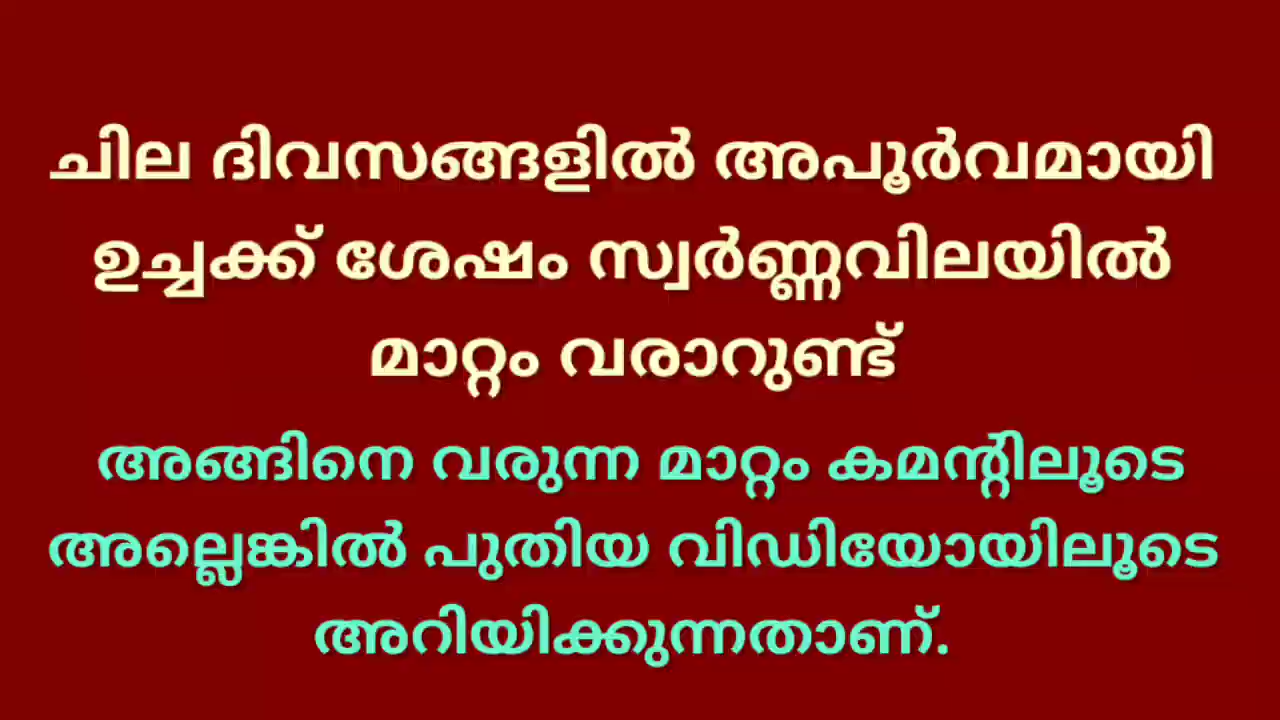 ചില ദിവസങ്ങളിൽ അപൂർവമായി
ഉച്ചക്ക് ശേഷം സ്വർണ്ണവിലയിൽ
മാറ്റം വരാറുണ്ട്
അങ്ങിനെ വരുന്ന മാറ്റം കമന്റിലൂടെ
അല്ലെങ്കിൽ പുതിയ വിഡിയോയിലൂടെ
അറിയിക്കുന്നതാണ്.